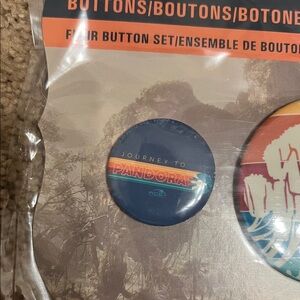 BUTTONS/BOUTONS/BOTONE
FLAIR BUTTON SET/ENSEMBLE DE BOUTO
JOURNEY TO
PANDORA